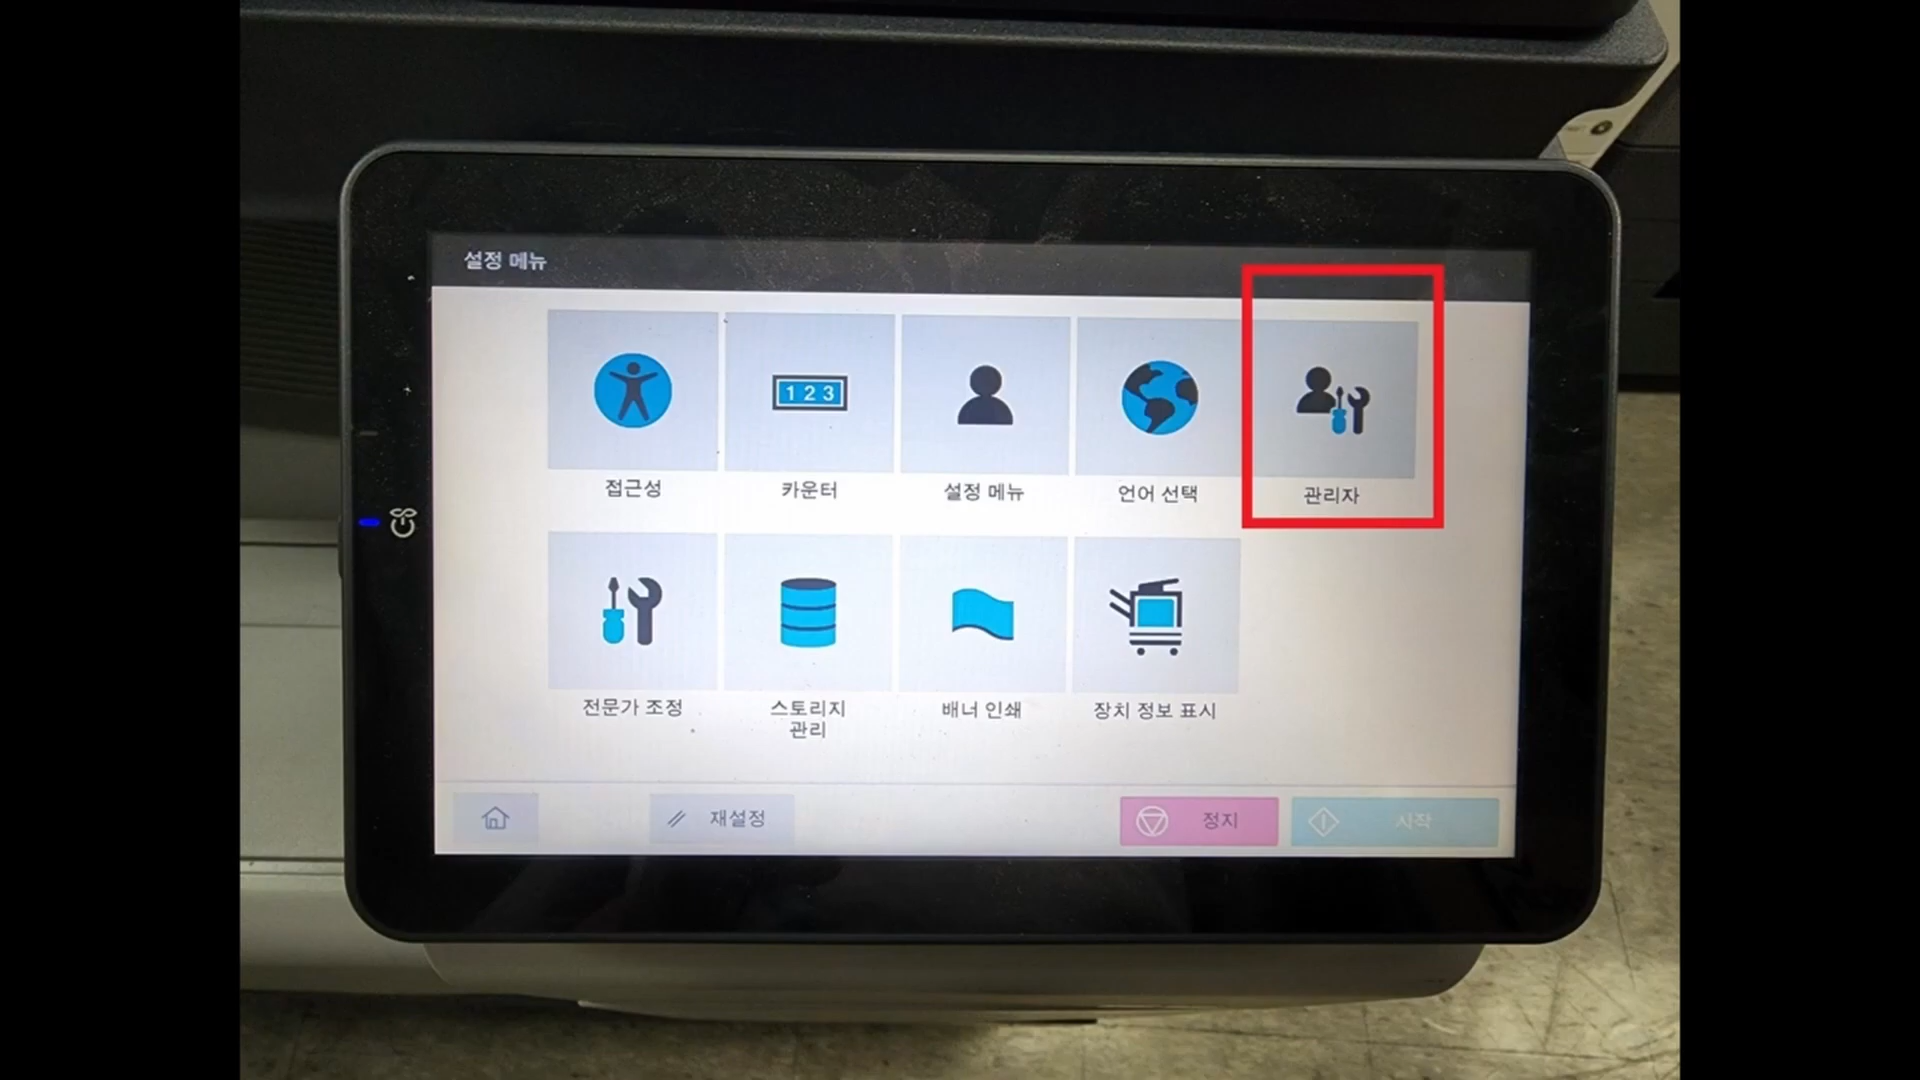 설정 메뉴
1 2 3
접근성
카운터
설정 메뉴
언어 선택
관리자
전문가 조정
스토리지
관리
배너 인쇄
장치 정보 표시
재설정
정지
시작